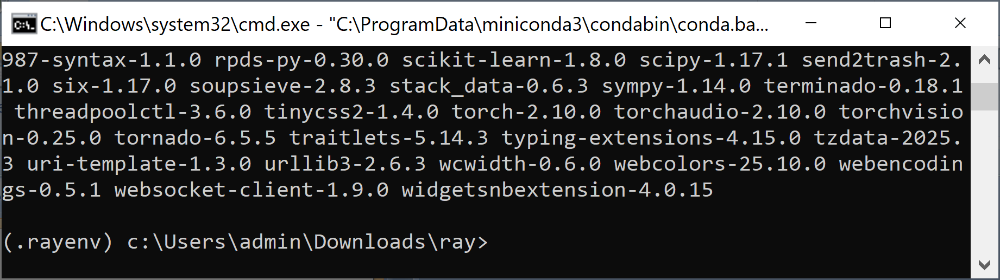 C:\Windows\system32\cmd.exe - "C:\ProgramData\miniconda3\condabin\conda.ba...
987-syntax-1.1.0 rpds-py-0.30.0 scikit-learn-1.8.0 scipy-1.17.1 send2trash-2.
1.0 six-1.17.0 soupsieve-2.8.3 stack_data-0.6.3 sympy-1.14.0 terminado-0.18.1
 threadpoolctl-3.6.0 tinycss2-1.4.0 torch-2.10.0 torchaudio-2.10.0 torchvisio
n-0.25.0 tornado-6.5.5 traitlets-5.14.3 typing-extensions-4.15.0 tzdata-2025.
3 uri-template-1.3.0 urllib3-2.6.3 wcwidth-0.6.0 webcolors-25.10.0 webencodin
gs-0.5.1 websocket-client-1.9.0 widgetsnbextension-4.0.15
(.rayenv) c:\Users\admin\Downloads\ray>